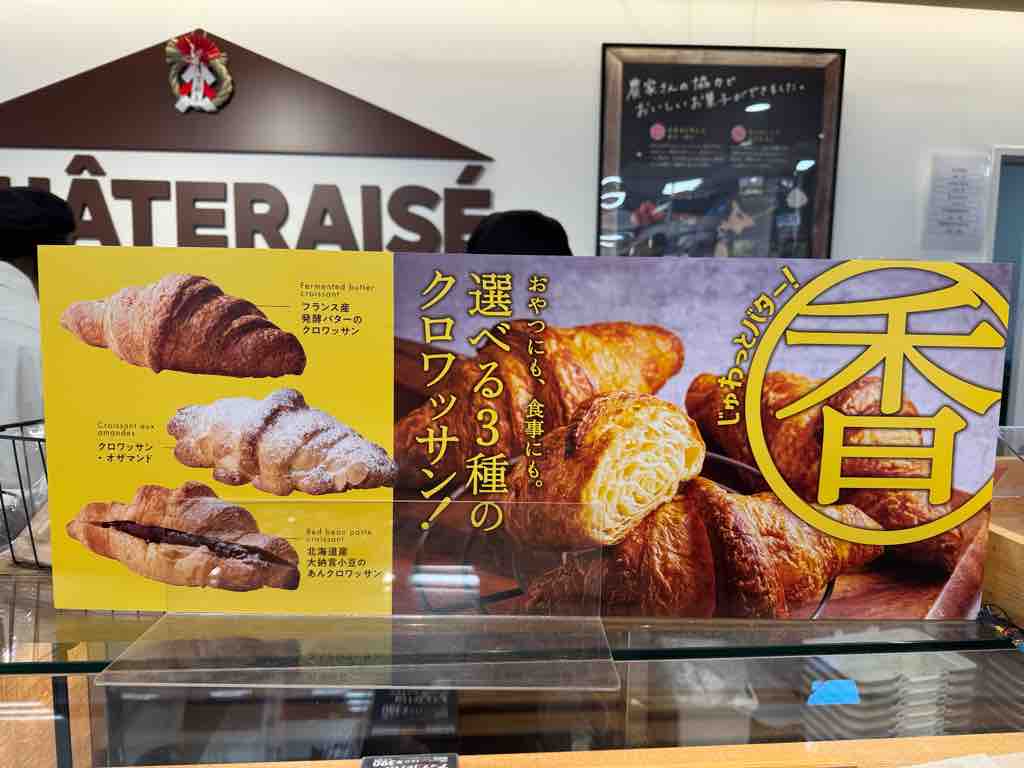 HÂTERAISÉ
農家さんの協力で
おいしいお菓子ができました。
Fermented butter
croissant
フランス産
発酵バターの
クロワッサン
Croissant aux
amandes
クロワッサン
・オザマンド
Red bean paste
croissant
北海道産
大納言小豆の
あんクロワッサン
おやつにも、食事にも。
選べる3種の
クロワッサン!
じゅわっとバター!
香